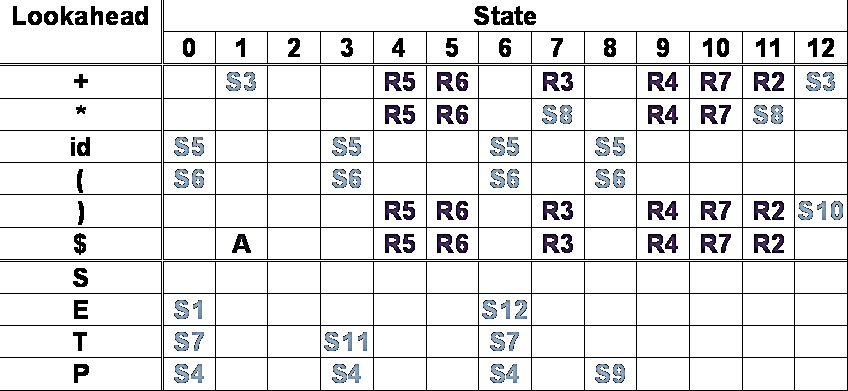 Lookahead State
0 1 2 3 4 5 6 7 8 9 10 11 12
+ S3 R5 R6 R3 R4 R7 R2 S3
* R5 R6 S8 R4 R7 S8
id S5 S5 S5 S5
( S6 S6 S6 S6
) R5 R6 R3 R4 R7 R2 S10
$ A R5 R6 R3 R4 R7 R2
S
E S1 S12
T S7 S11 S7
P S4 S4 S4 S9